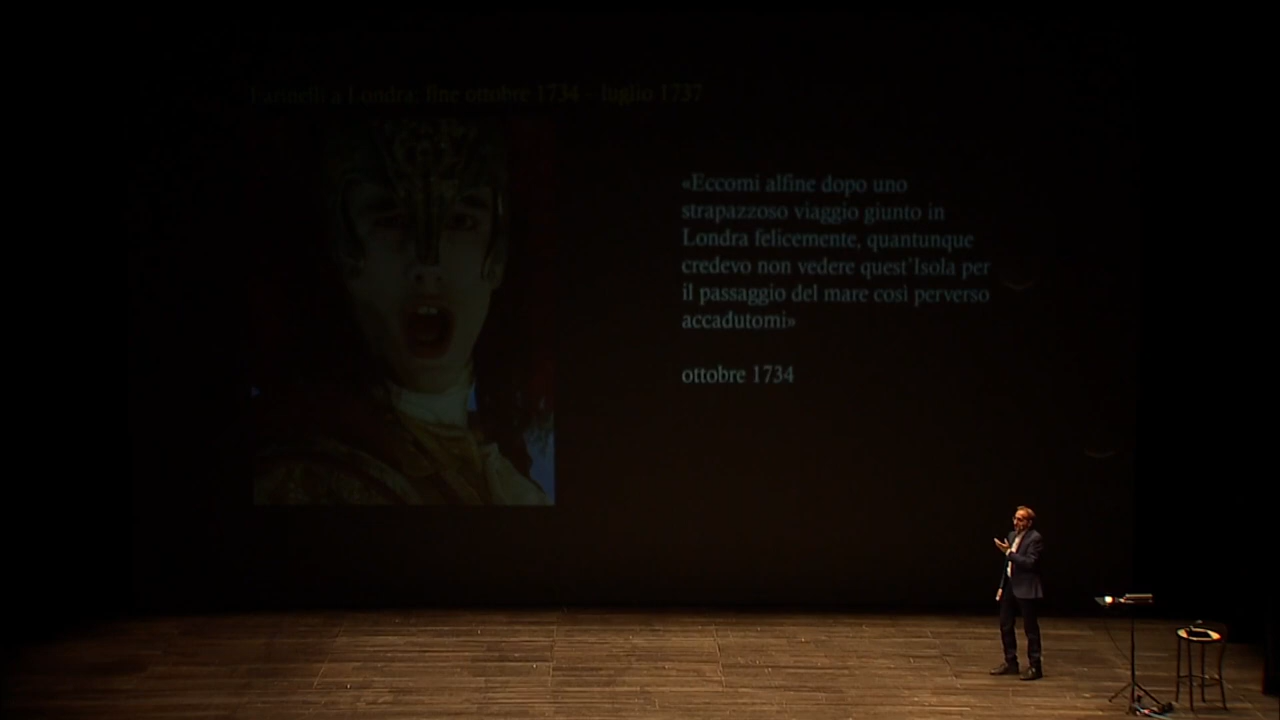 Farinelli a Londra, fine ottobre 1734 - luglio 1737
«Eccomi alfine dopo uno
strapazzoso viaggio giunto in
Londra felicemente, quantunque
credevo non vedere quest'Isola per
il passaggio del mare così perverso
accadutomi»
ottobre 1734